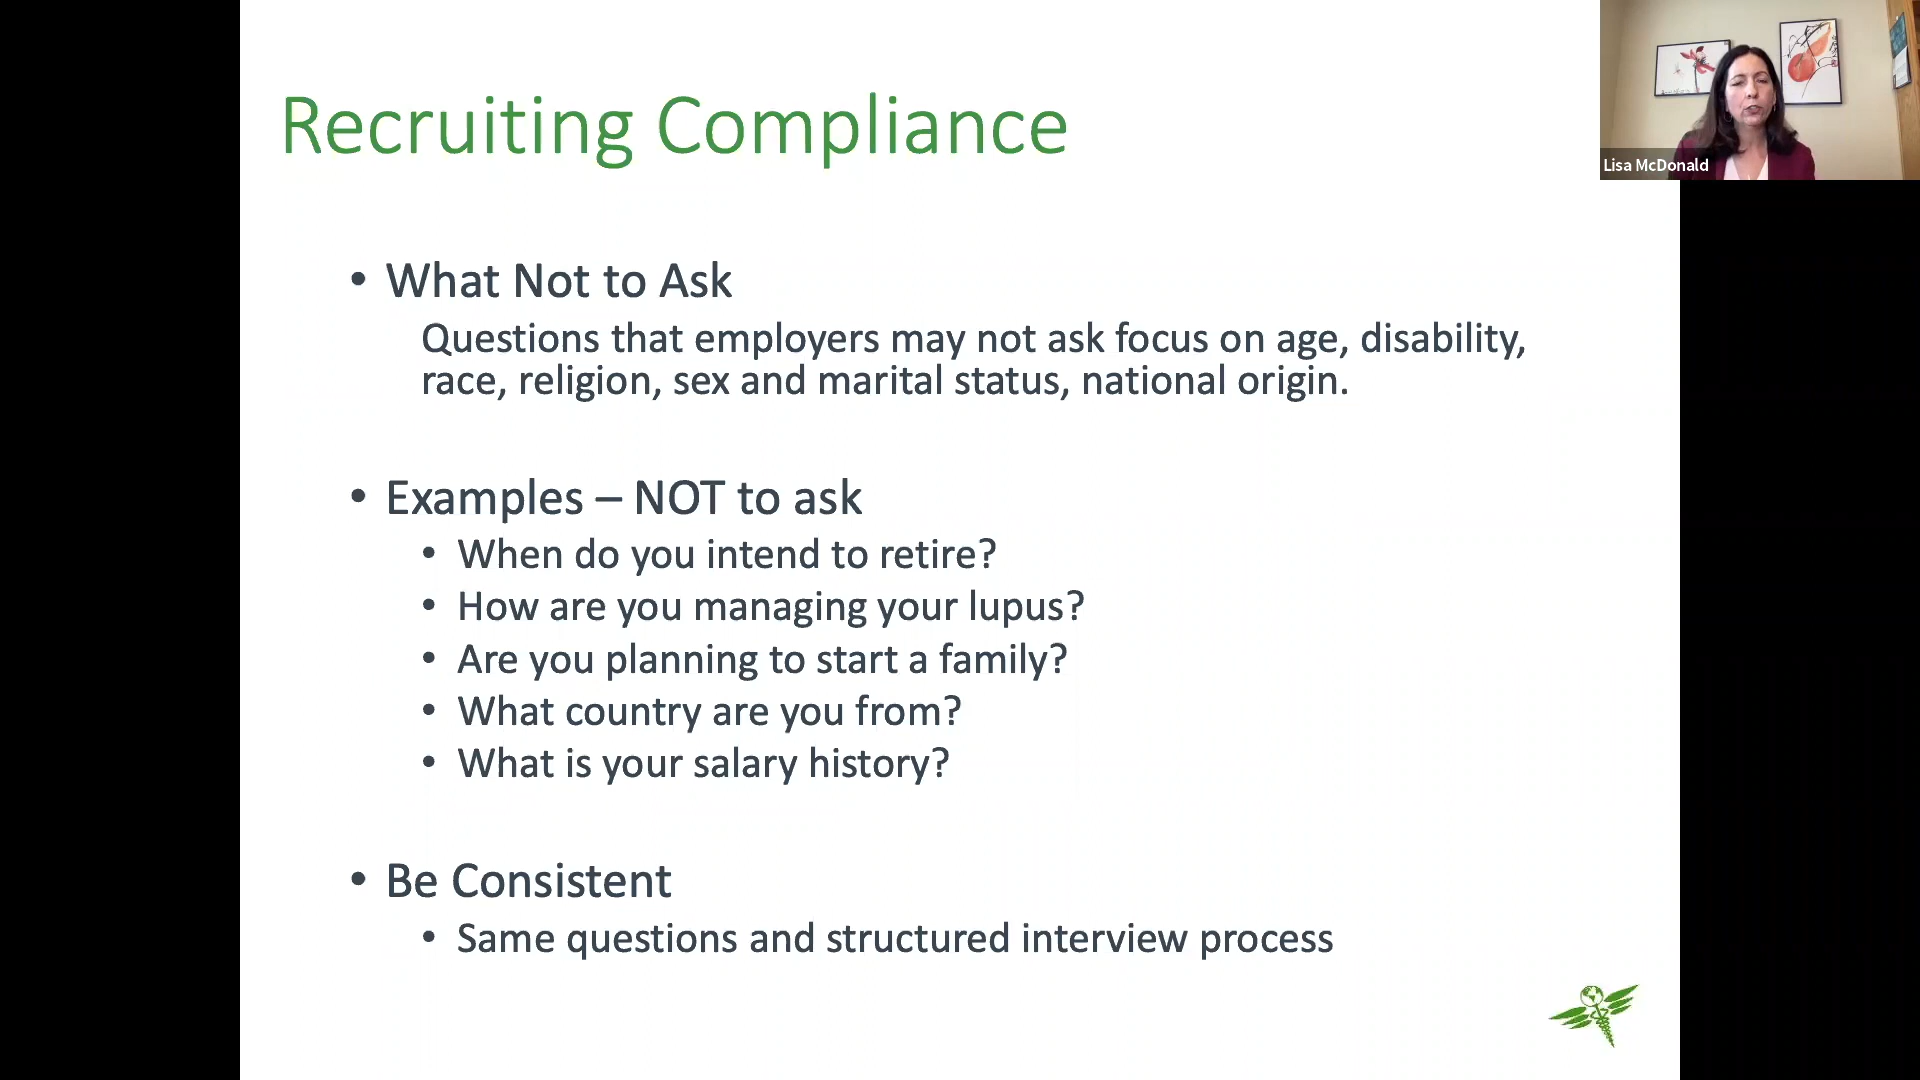 Recruiting Compliance
Lisa McDonald
• What Not to Ask
Questions that employers may not ask focus on age, disability,
race, religion, sex and marital status, national origin.
• Examples – NOT to ask
• When do you intend to retire?
• How are you managing your lupus?
• Are you planning to start a family?
• What country are you from?
• What is your salary history?
• Be Consistent
• Same questions and structured interview process